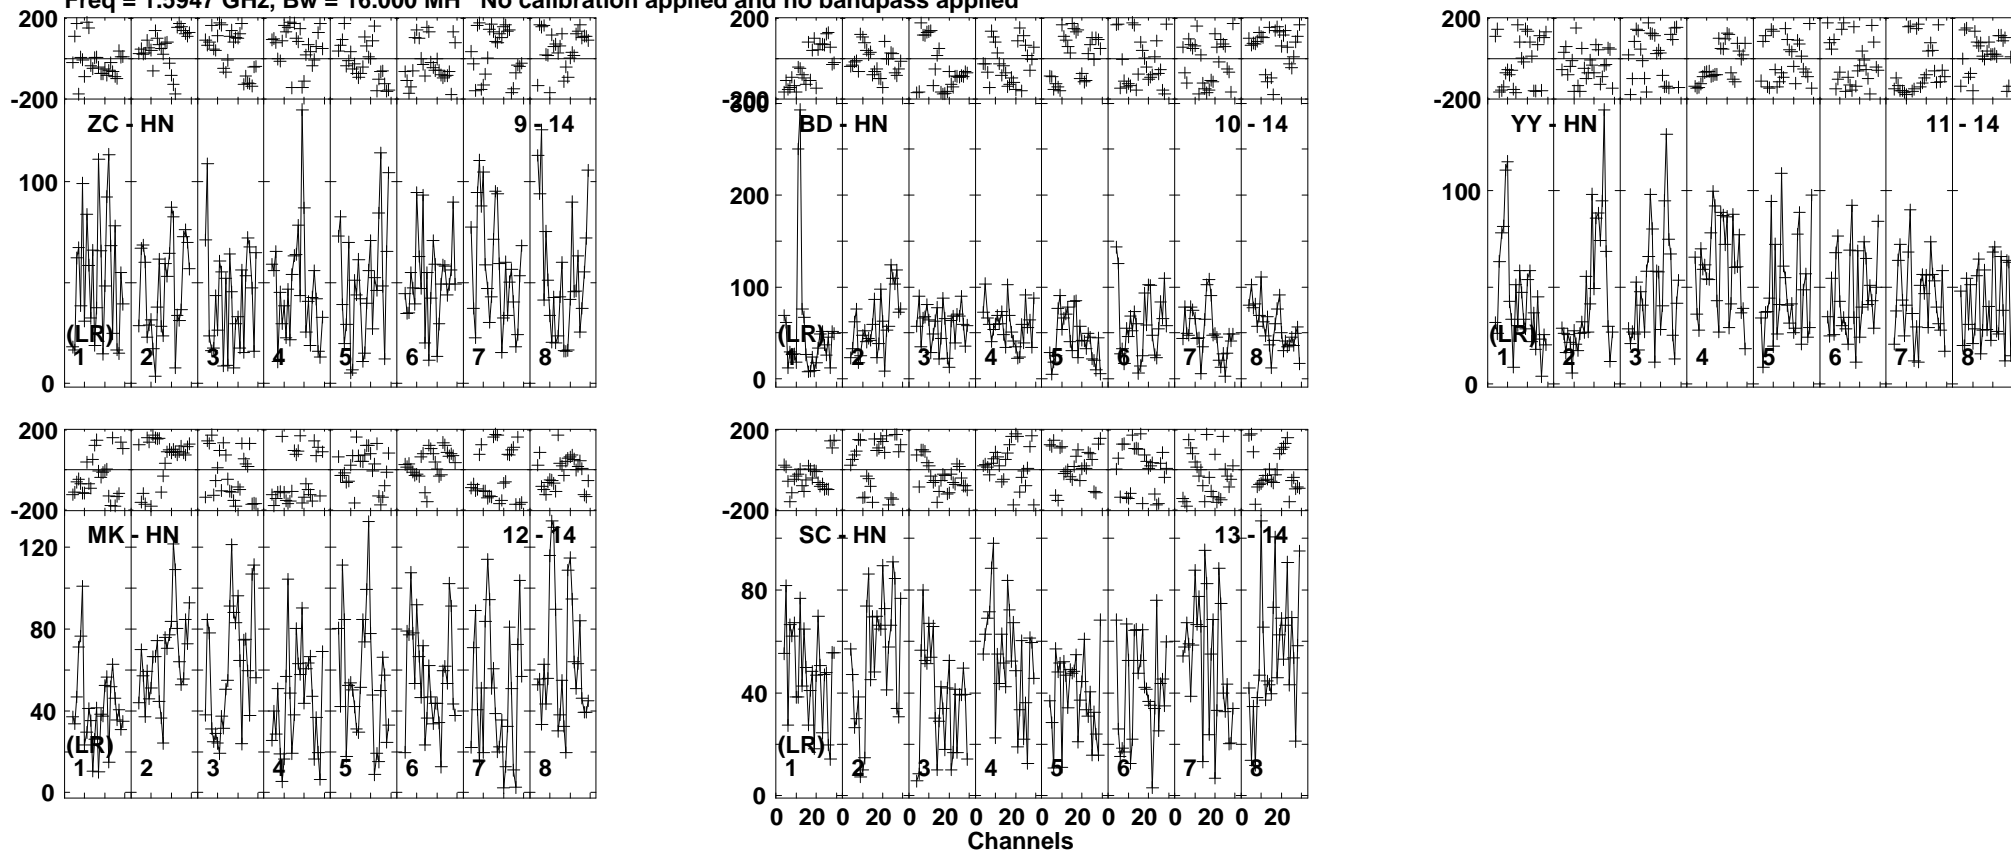 Freq = 1.5947 GHz, Bw = 16.000 MH No calibration applied and no bandpass applied
200
-200
ZC - HN 9 - 14
100
0
(LR)
1 2 3 4 5 6 7 8
200
-200
300
BD - HN 10 - 14
200
100
0
(LR)
1 2 3 4 5 6 7 8
200
-200
YY - HN 11 - 14
100
0
(LR)
1 2 3 4 5 6 7 8
200
-200
MK - HN 12 - 14
120
80
40
0
(LR)
1 2 3 4 5 6 7 8
200
-200
SC - HN 13 - 14
80
40
0
(LR)
1 2 3 4 5 6 7 8
0 20 0 20 0 20 0 20 0 20 0 20 0 20 0 20
Channels